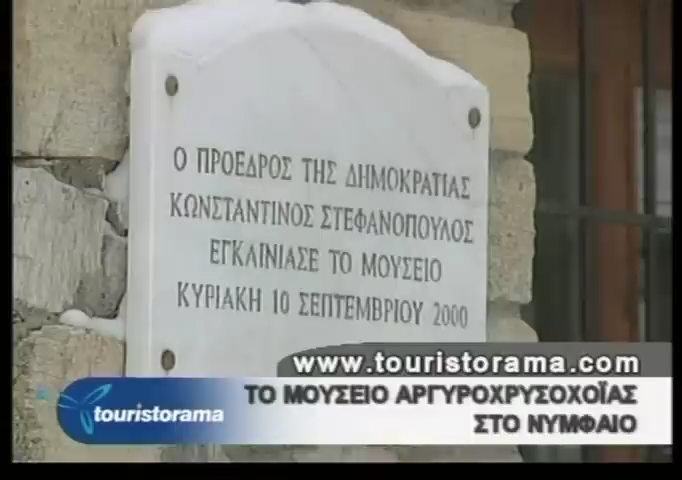 Ο ΠΡΟΕΔΡΟΣ ΤΗΣ ΔΗΜΟΚΡΑΤΙΑΣ
ΚΩΝΣΤΑΝΤΙΝΟΣ ΣΤΕΦΑΝΟΠΟΥΛΟΣ
ΕΓΚΑΙΝΙΑΣΕ ΤΟ ΜΟΥΣΕΙΟ
ΚΥΡΙΑΚΗ 10 ΣΕΠΤΕΜΒΡΙΟΥ 2000
www.touristorama.com
touristorama
ΤΟ ΜΟΥΣΕΙΟ ΑΡΓΥΡΟΧΡΥΣΟΧΟΪΑΣ
ΣΤΟ ΝΥΜΦΑΙΟ